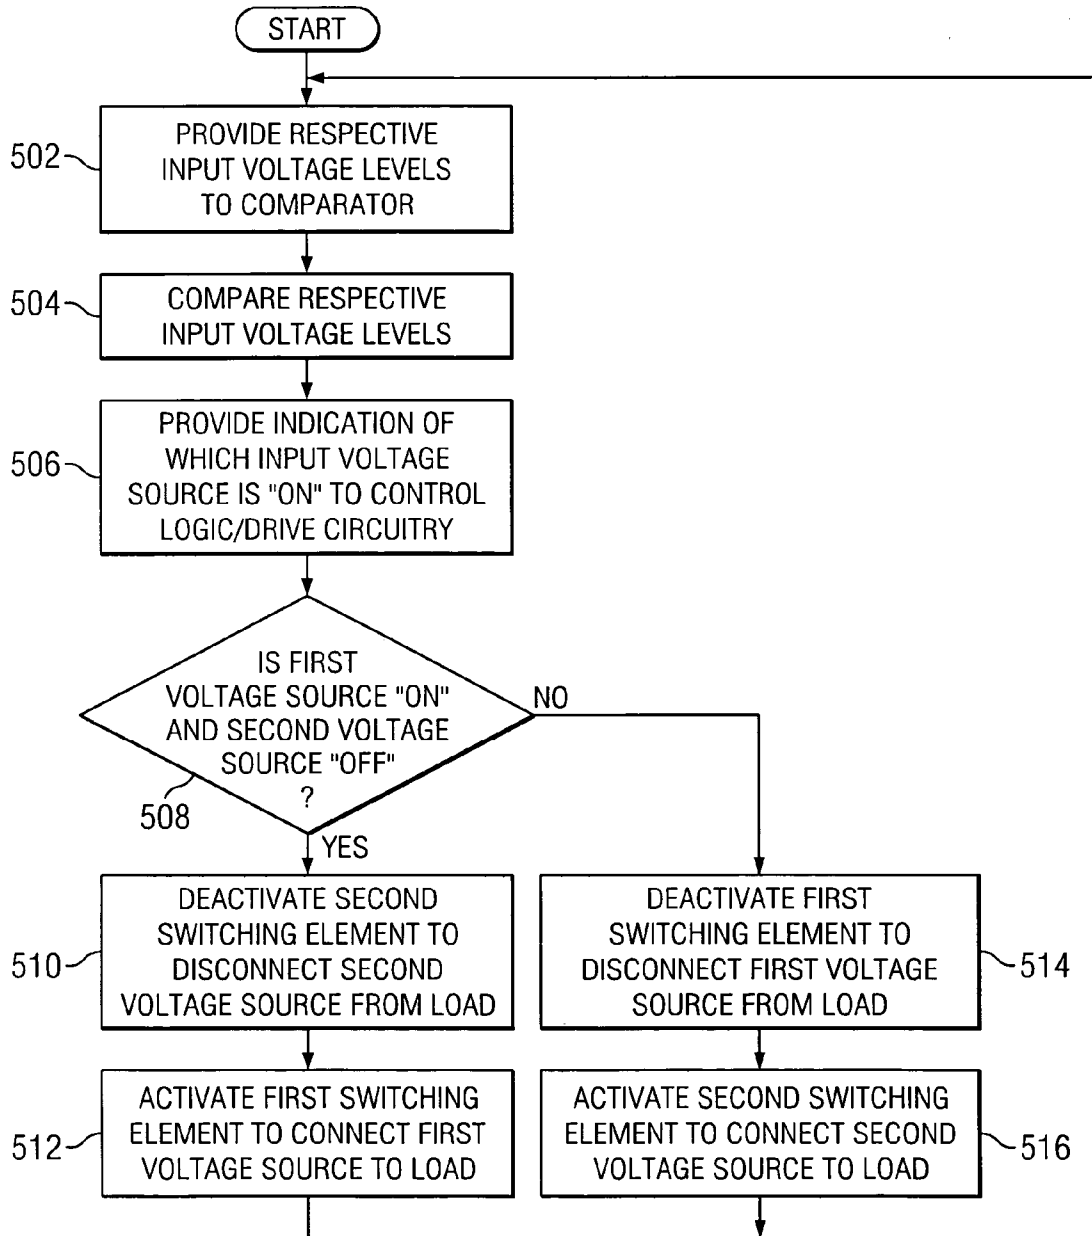 START
502
PROVIDE RESPECTIVE
INPUT VOLTAGE LEVELS
TO COMPARATOR
504
COMPARE RESPECTIVE
INPUT VOLTAGE LEVELS
506
PROVIDE INDICATION OF
WHICH INPUT VOLTAGE
SOURCE IS "ON" TO CONTROL
LOGIC/DRIVE CIRCUITRY
IS FIRST
VOLTAGE SOURCE "ON"
AND SECOND VOLTAGE
SOURCE "OFF"
?
508
NO
YES
510
DEACTIVATE SECOND
SWITCHING ELEMENT TO
DISCONNECT SECOND
VOLTAGE SOURCE FROM LOAD
DEACTIVATE FIRST
SWITCHING ELEMENT TO
DISCONNECT FIRST VOLTAGE
SOURCE FROM LOAD
514
512
ACTIVATE FIRST SWITCHING
ELEMENT TO CONNECT FIRST
VOLTAGE SOURCE TO LOAD
ACTIVATE SECOND SWITCHING
ELEMENT TO CONNECT SECOND
VOLTAGE SOURCE TO LOAD
516